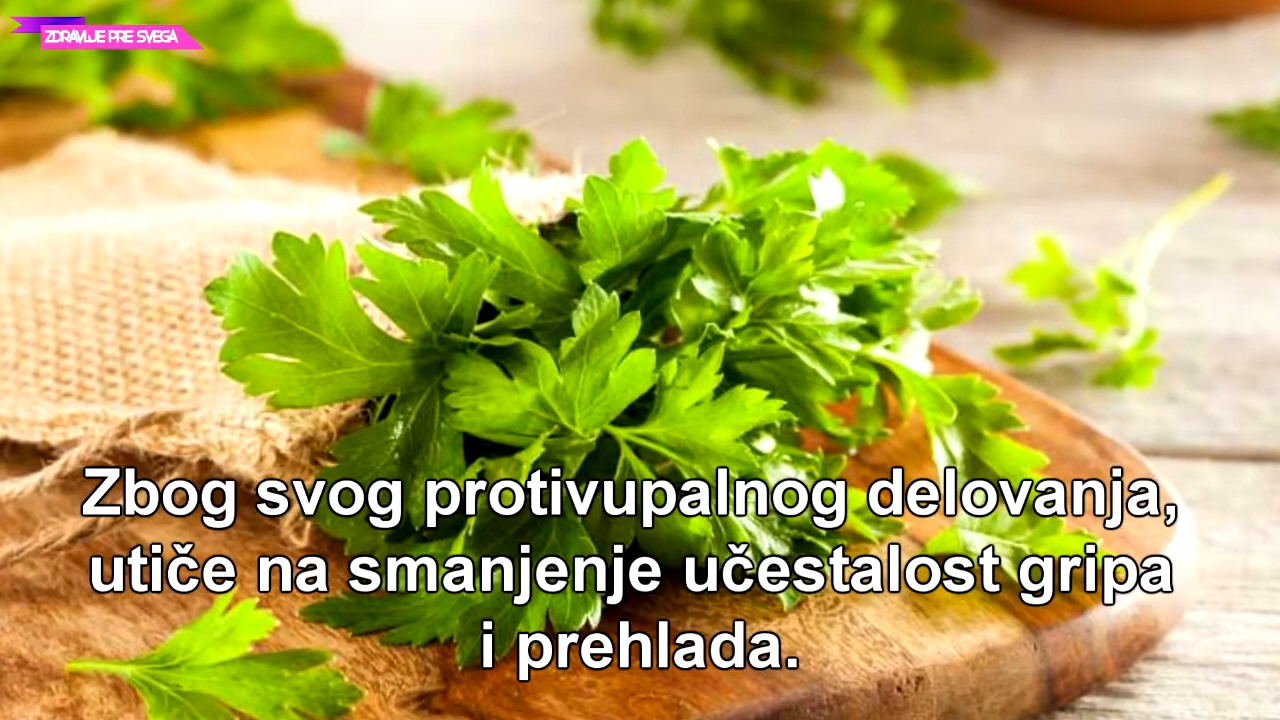 ZDRAVLJE PRE SVEGA
Zbog svog protivupalnog delovanja,
utiče na smanjenje učestalost gripa
i prehlada.